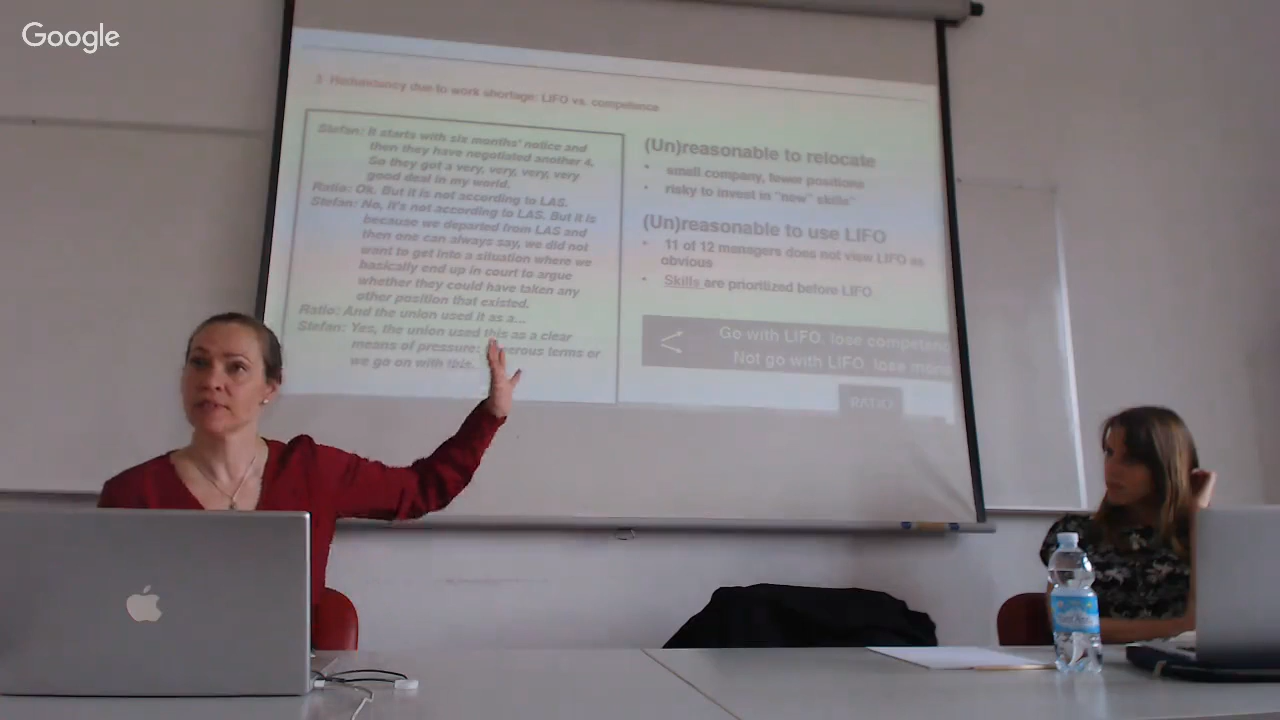 Google
3 Redundancy due to work shortage: LIFO vs. competence
Stefan: It starts with six months' notice and
then they have negotiated another 4.
So they got a very, very, very, very
good deal in my world.
Ratio: Ok. But it is not according to LAS.
Stefan: No, it's not according to LAS. But it is
because we departed from LAS and
then one can always say, we did not
want to get into a situation where we
basically end up in court to argue
whether they could have taken any
other position that existed.
Ratio: And the union used it as a...
Stefan: Yes, the union used this as a clear
means of pressure: terms or
we go on with this.
(Un)reasonable to relocate
• small company, fewer positions
• risky to invest in "new" skills"
(Un)reasonable to use LIFO
• 11 of 12 managers does not view LIFO as
obvious
• Skills are prioritized before LIFO
Go with LIFO, lose competenc
Not go with LIFO, lose mone
RATIO